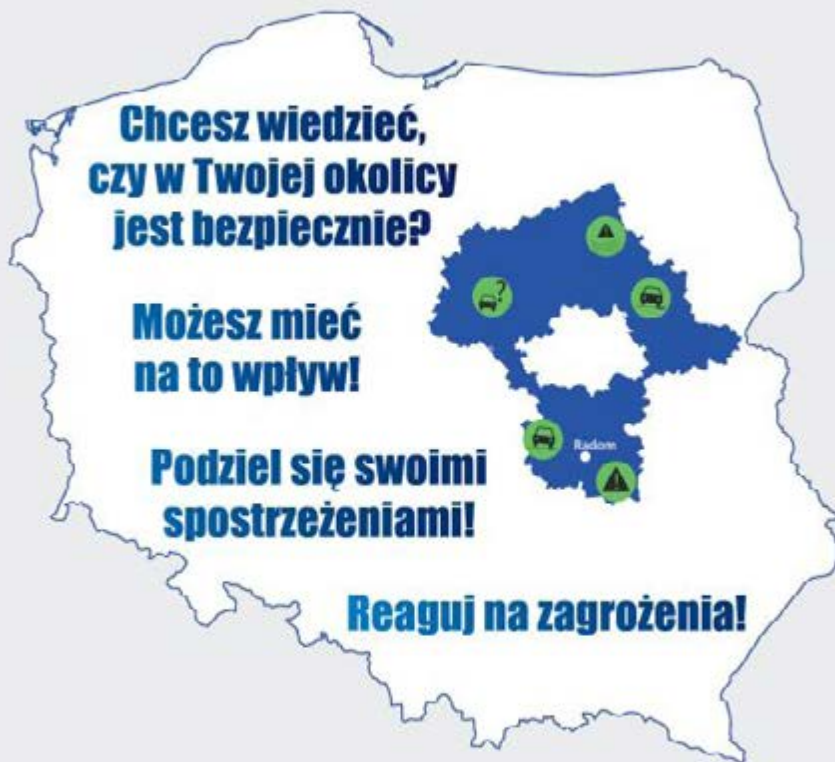 Chcesz wiedzieć,
czy w Twojej okolicy
jest bezpiecznie?
?
Możesz mieć
na to wpływ!
Radom
Podziel się swoimi
spostrzeżeniami!
Reaguj na zagrożenia!